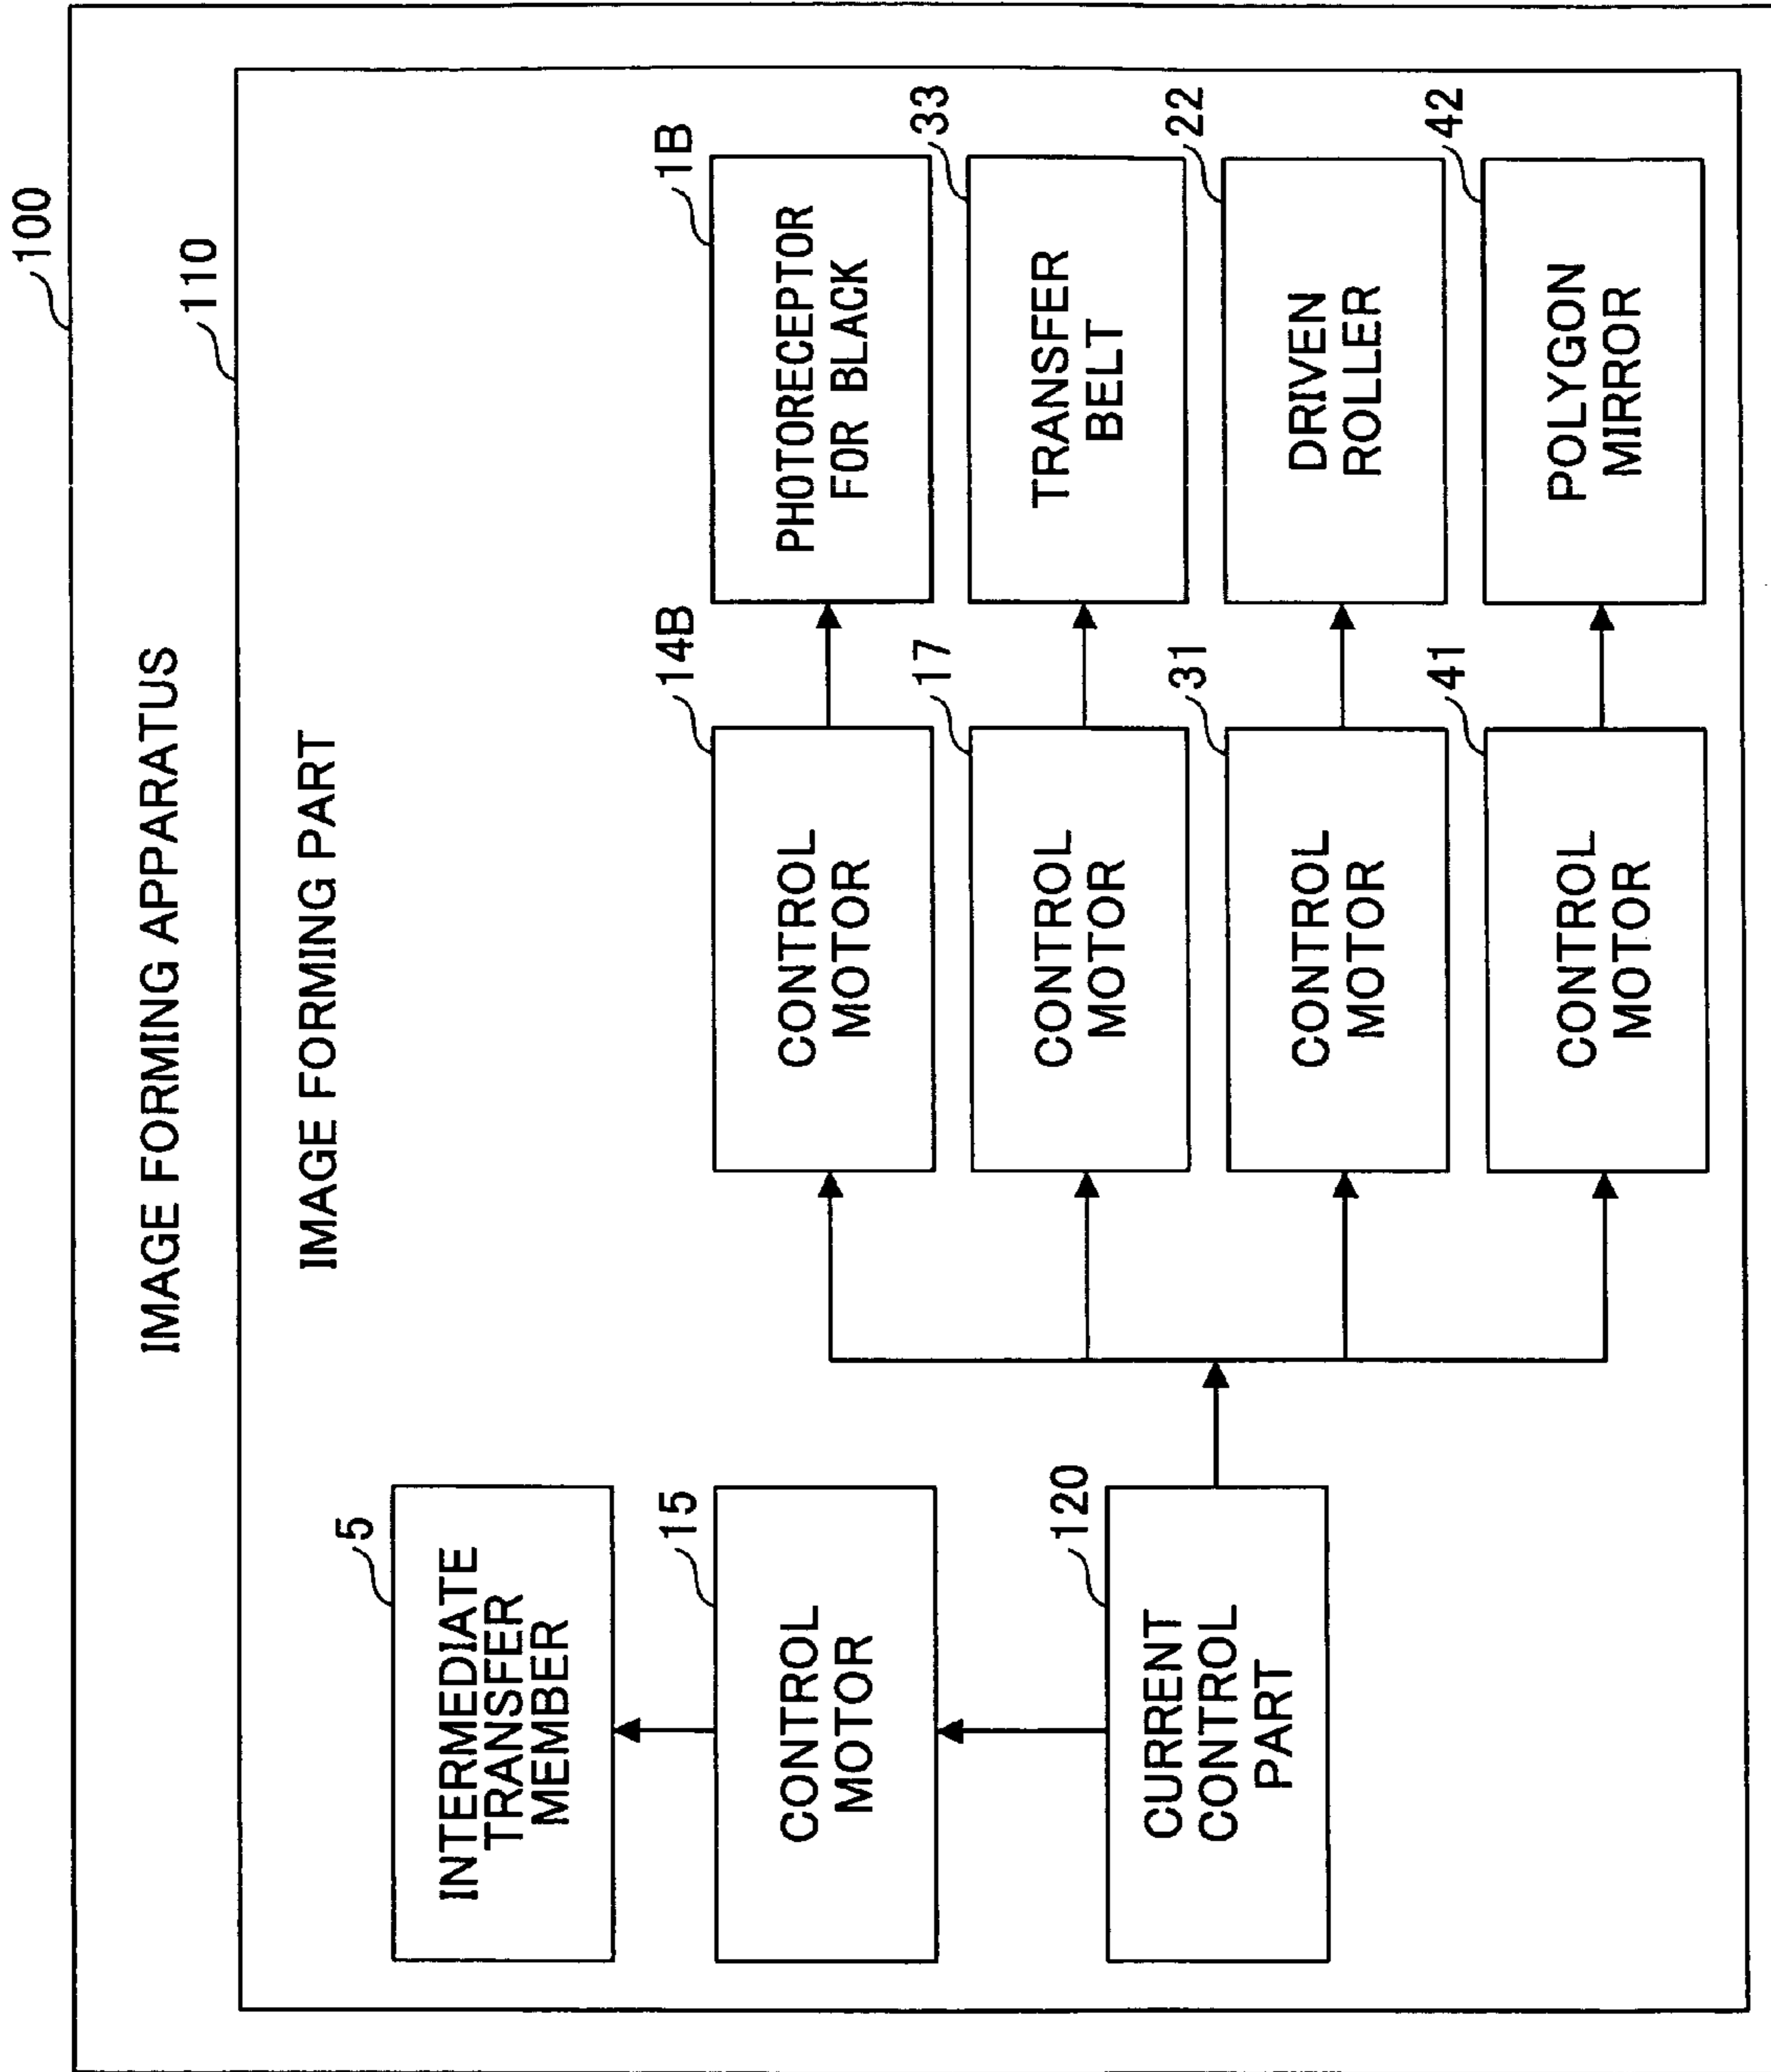 100
IMAGE FORMING APPARATUS
110
IMAGE FORMING PART
5
INTERMEDIATE
TRANSFER
MEMBER
15
CONTROL
MOTOR
120
CURRENT
CONTROL
PART
14B
CONTROL
MOTOR
1B
PHOTORECEPTOR
FOR BLACK
17
CONTROL
MOTOR
33
TRANSFER
BELT
31
CONTROL
MOTOR
22
DRIVEN
ROLLER
41
CONTROL
MOTOR
42
POLYGON
MIRROR